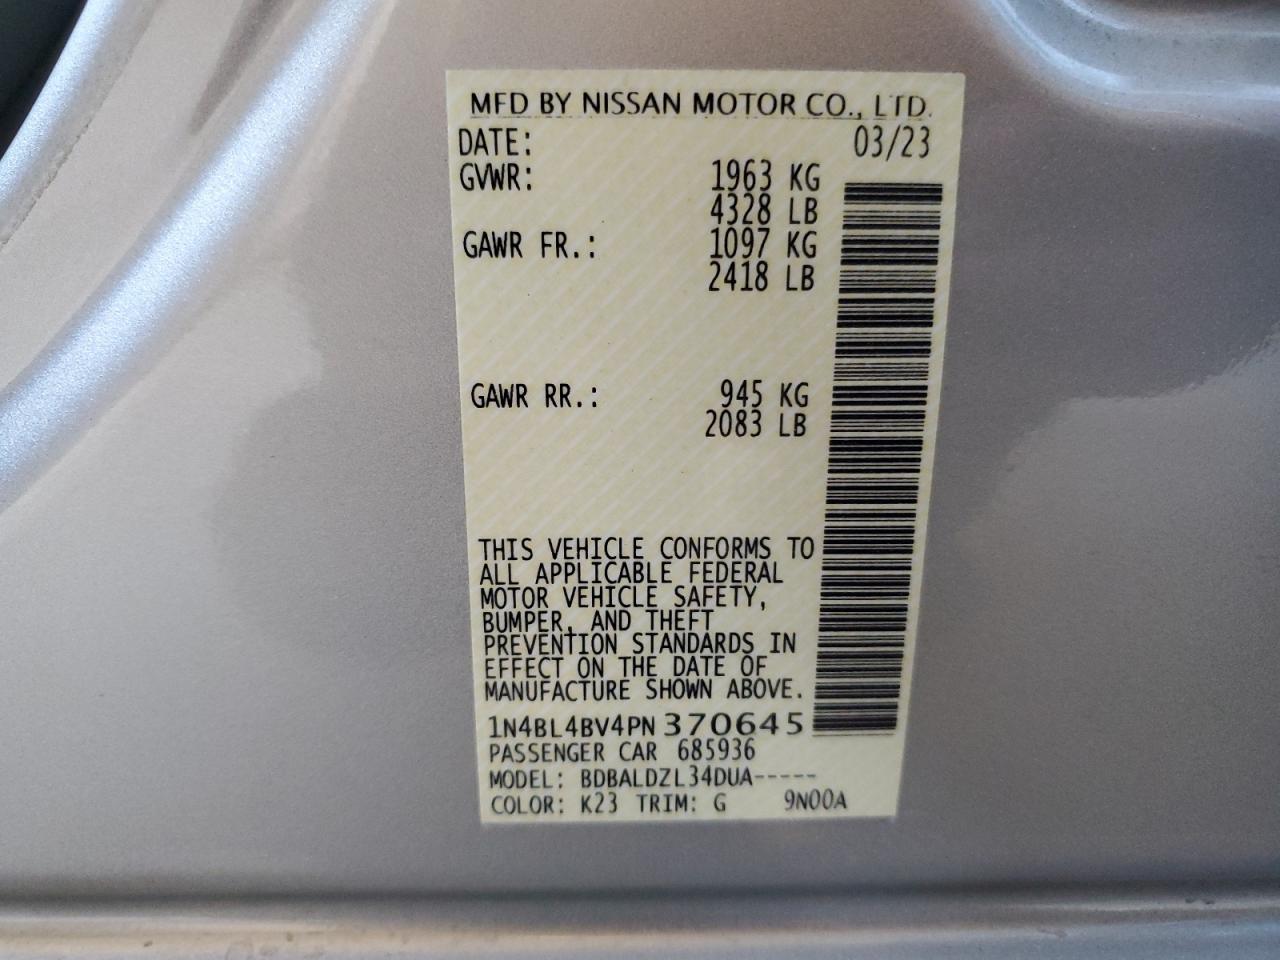 MFD BY NISSAN MOTOR CO., LTD.
DATE: 03/23
GVWR: 1963 KG
4328 LB
GAWR FR.: 1097 KG
2418 LB
GAWR RR.: 945 KG
2083 LB
THIS VEHICLE CONFORMS TO
ALL APPLICABLE FEDERAL
MOTOR VEHICLE SAFETY,
BUMPER, AND THEFT
PREVENTION STANDARDS IN
EFFECT ON THE DATE OF
MANUFACTURE SHOWN ABOVE.
1N4BL4BV4PN370645
PASSENGER CAR 685936
MODEL: BDBALDZL34DUA-----
COLOR: K23 TRIM: G 9N00A